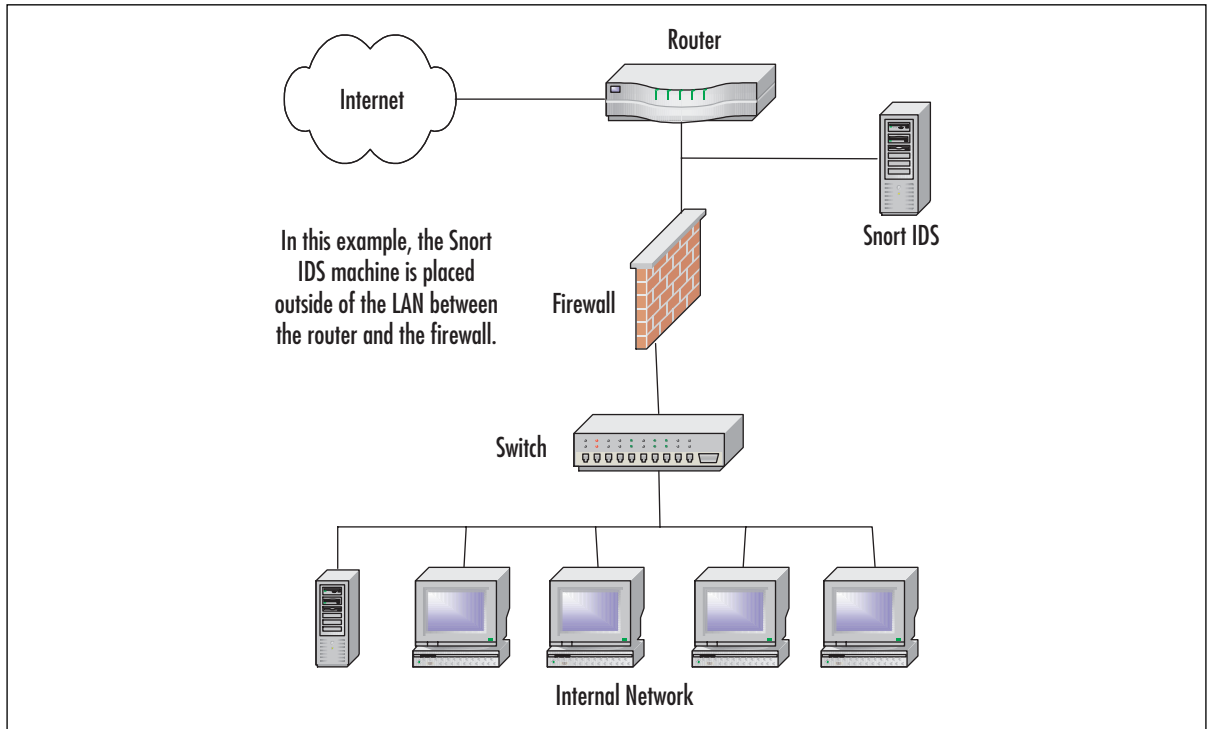 Router
Internet
Snort IDS
In this example, the Snort
IDS machine is placed
outside of the LAN between
the router and the firewall.
Firewall
Switch
Internal Network